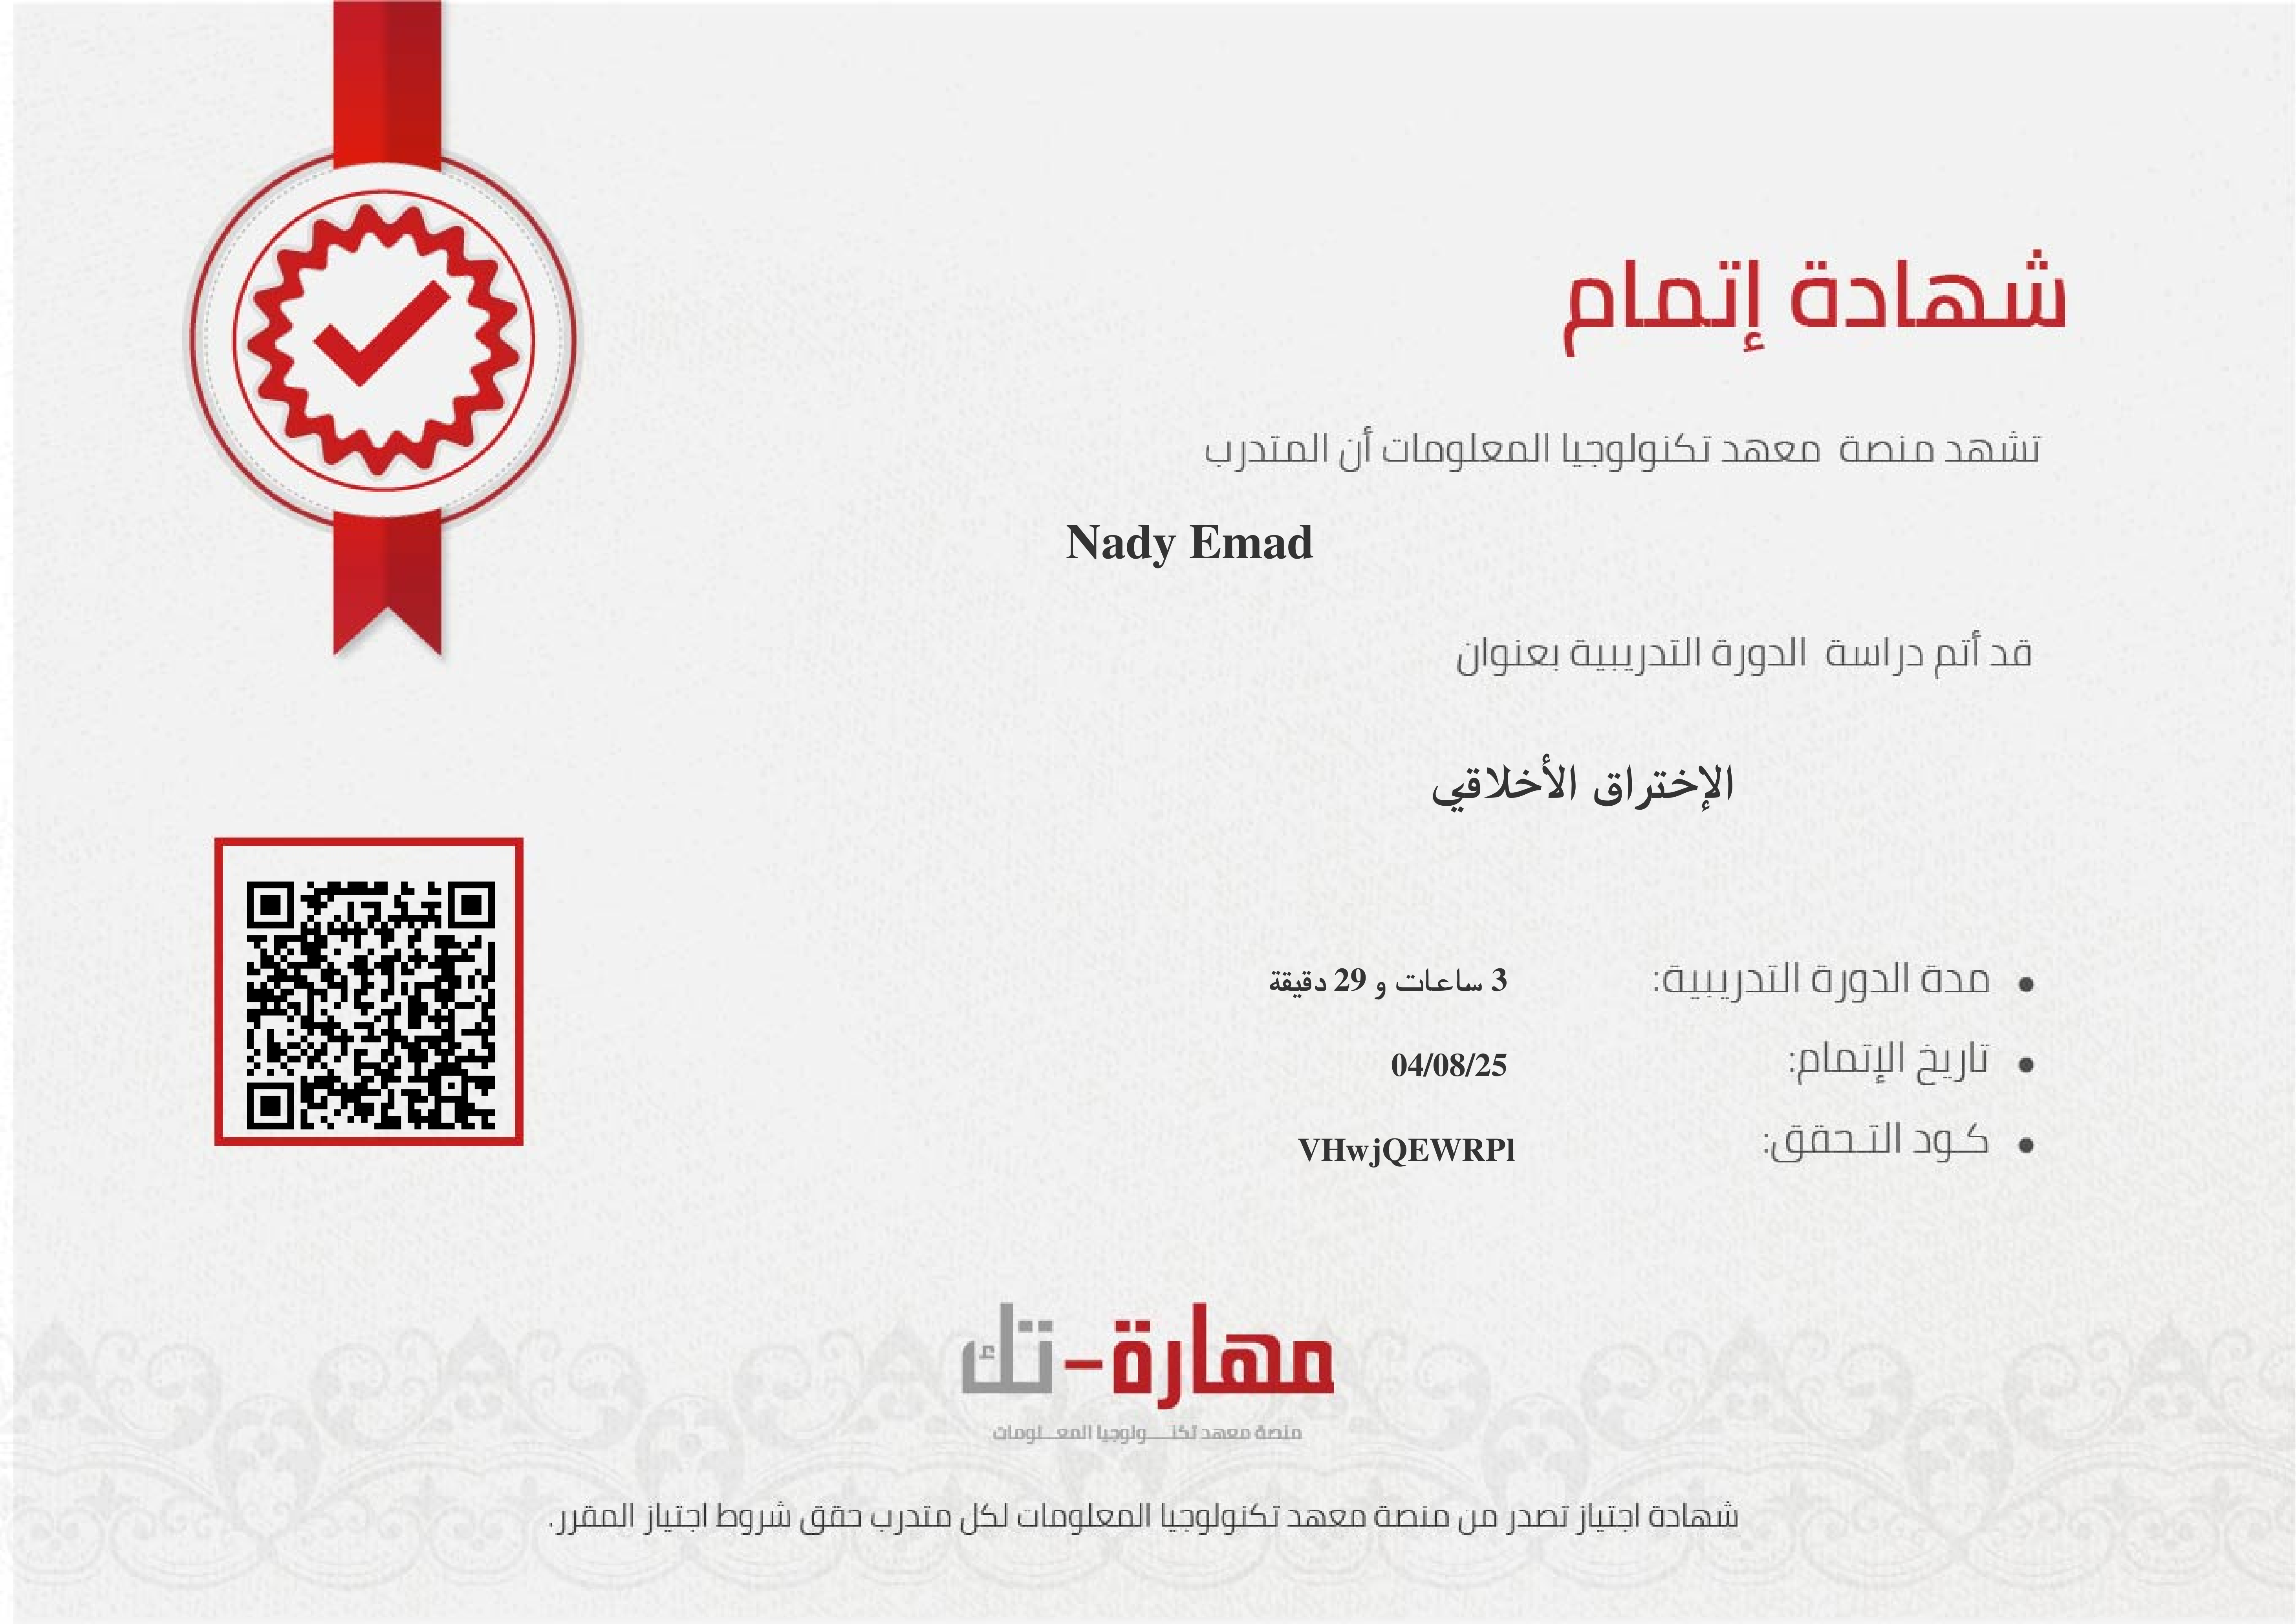 شهادة إتمام
تشهد منصة معهد تكنولوجيا المعلومات أن المتدرب
Nady Emad
قد أتم دراسة الدورة التدريبية بعنوان
الإختراق الأخلاقي
مدة الدورة التدريبية: 3 ساعات و 29 دقيقة
تاريخ الإتمام: 04/08/25
كـود التـحقق: VHwjQEWRPl
مهارة-تك
منصة معهد تكنــولوجيا المعـلومات
شهادة اجتياز تصدر من منصة معهد تكنولوجيا المعلومات لكل متدرب حقق شروط اجتياز المقرر.